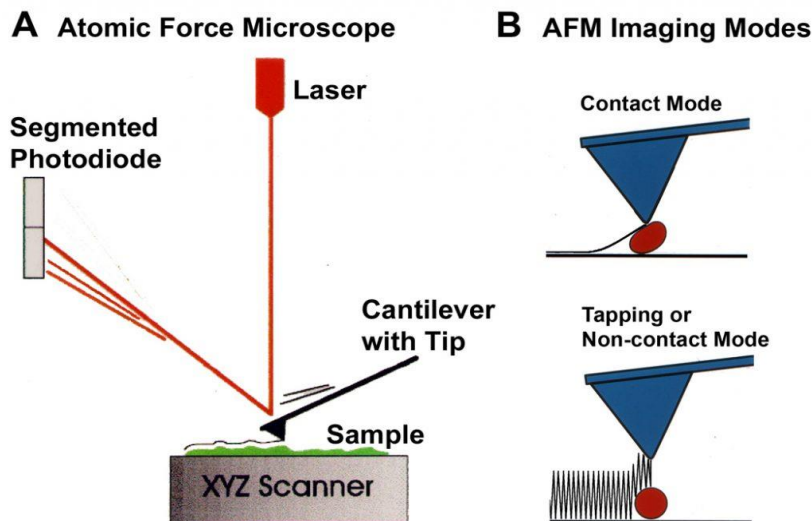 A Atomic Force Microscope
Laser
Segmented
Photodiode
Cantilever
with Tip
Sample
XYZ Scanner
B AFM Imaging Modes
Contact Mode
Tapping or
Non-contact Mode